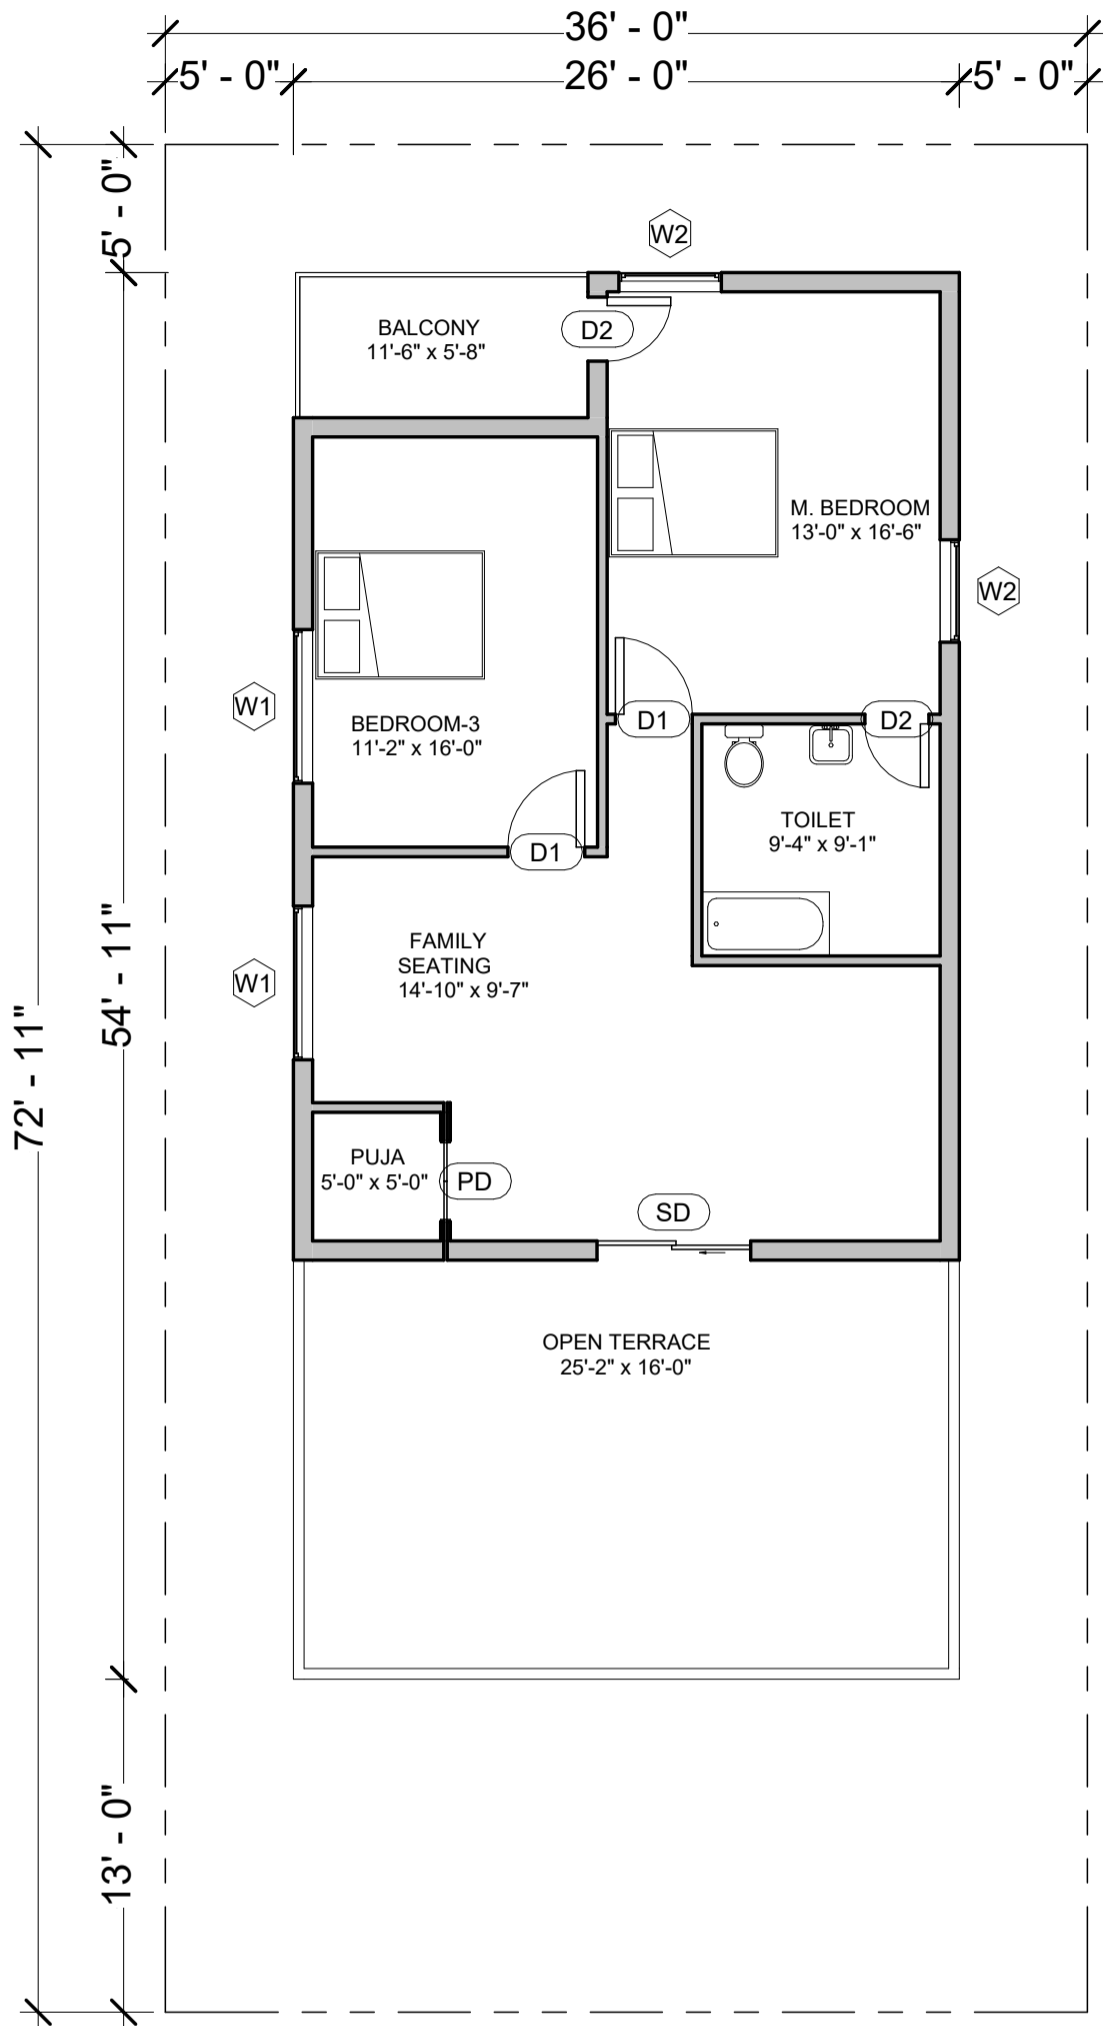 36' - 0"
5' - 0"
26' - 0"
5' - 0"
5' - 0"
W2
BALCONY
11'-6" x 5'-8"
D2
M. BEDROOM
13'-0" x 16'-6"
W2
W1
BEDROOM-3
11'-2" x 16'-0"
D1
D2
TOILET
9'-4" x 9'-1"
D1
FAMILY
SEATING
14'-10" x 9'-7"
W1
54' - 11"
72' - 11"
PUJA
5'-0" x 5'-0"
PD
SD
OPEN TERRACE
25'-2" x 16'-0"
13' - 0"